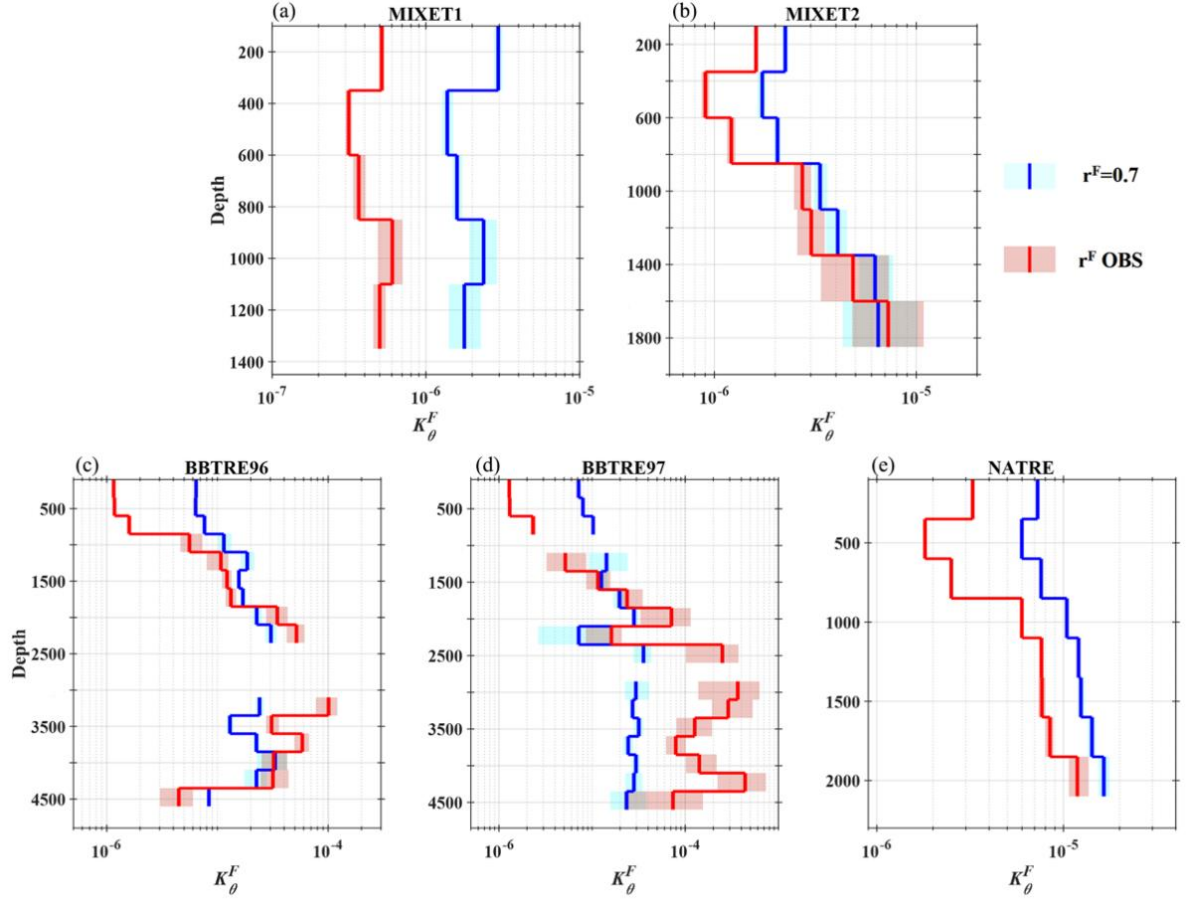 (a) MIXET1
(b) MIXET2
200
400
600
800
1000
1200
1400
Depth
10^-7 10^-6 10^-5
K_θ^F
200
600
1000
1400
1800
10^-6 10^-5
K_θ^F
r^F=0.7
r^F OBS
(c) BBTRE96
(d) BBTRE97
(e) NATRE
500
1500
2500
3500
4500
Depth
10^-6 10^-4
K_θ^F
500
1500
2500
3500
4500
10^-6 10^-4
K_θ^F
500
1000
1500
2000
10^-6 10^-5
K_θ^F